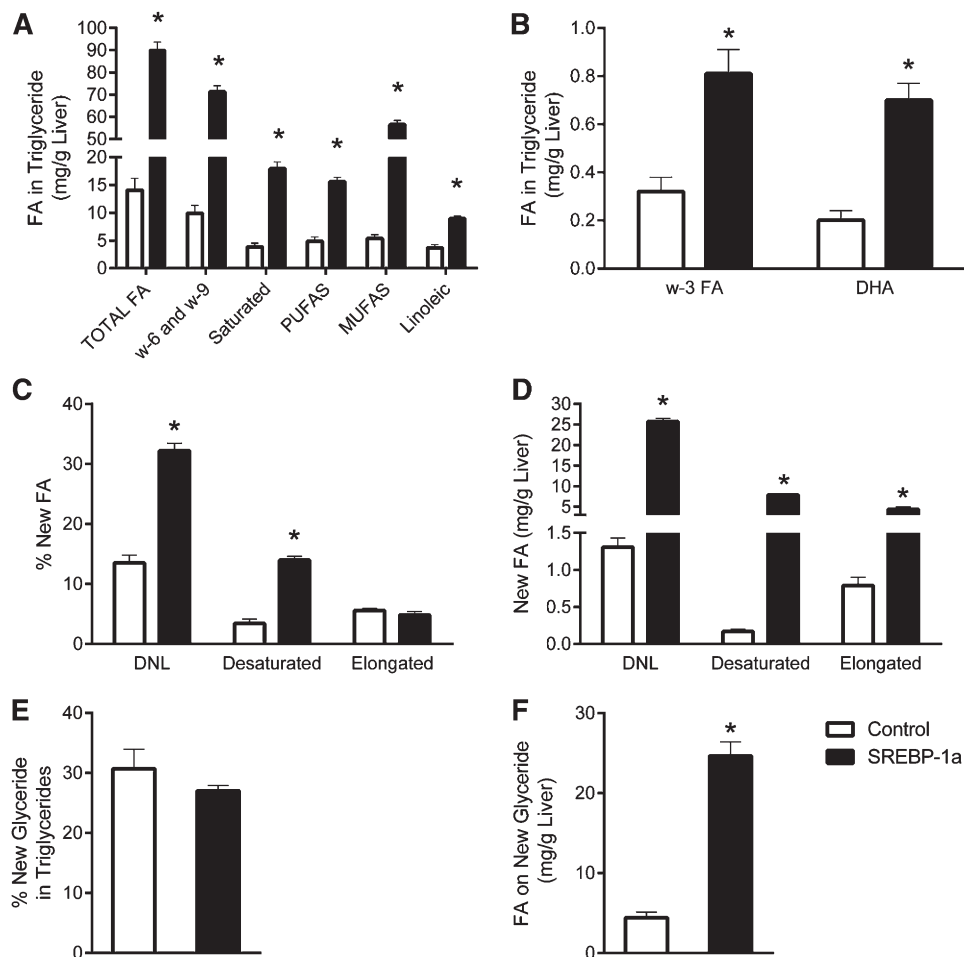 A
FA in Triglyceride
(mg/g Liver)
100
90
80
70
60
50
20
15
10
5
0
*
*
*
*
*
*
TOTAL FA
w-6 and w-9
Saturated
PUFAS
MUFAS
Linoleic
B
FA in Triglyceride
(mg/g Liver)
1.0
0.8
0.6
0.4
0.2
0.0
*
*
w-3 FA
DHA
C
% New FA
40
30
20
10
0
*
*
DNL
Desaturated
Elongated
D
New FA (mg/g Liver)
30
25
20
15
10
5
1.5
1.0
0.5
0.0
*
*
*
DNL
Desaturated
Elongated
E
% New Glyceride
in Triglycerides
40
30
20
10
0
F
FA on New Glyceride
(mg/g Liver)
30
20
10
0
*
Control
SREBP-1a